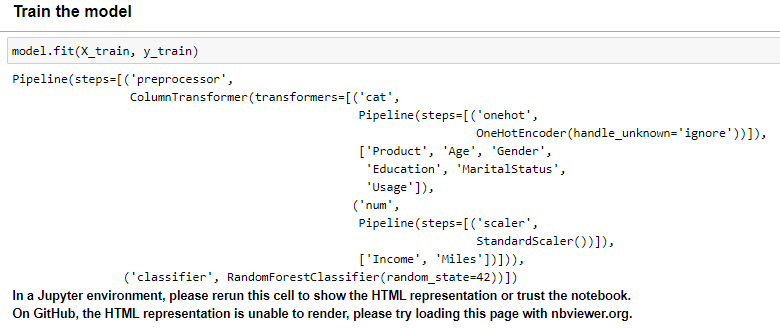 Train the model
model.fit(X_train, y_train)
Pipeline(steps=[('preprocessor',
ColumnTransformer(transformers=[('cat',
Pipeline(steps=[('onehot',
OneHotEncoder(handle_unknown='ignore'))]),
['Product', 'Age', 'Gender',
'Education', 'MaritalStatus',
'Usage']),
('num',
Pipeline(steps=[('scaler',
StandardScaler())]),
['Income', 'Miles'])])),
('classifier', RandomForestClassifier(random_state=42))])
In a Jupyter environment, please rerun this cell to show the HTML representation or trust the notebook.
On GitHub, the HTML representation is unable to render, please try loading this page with nbviewer.org.